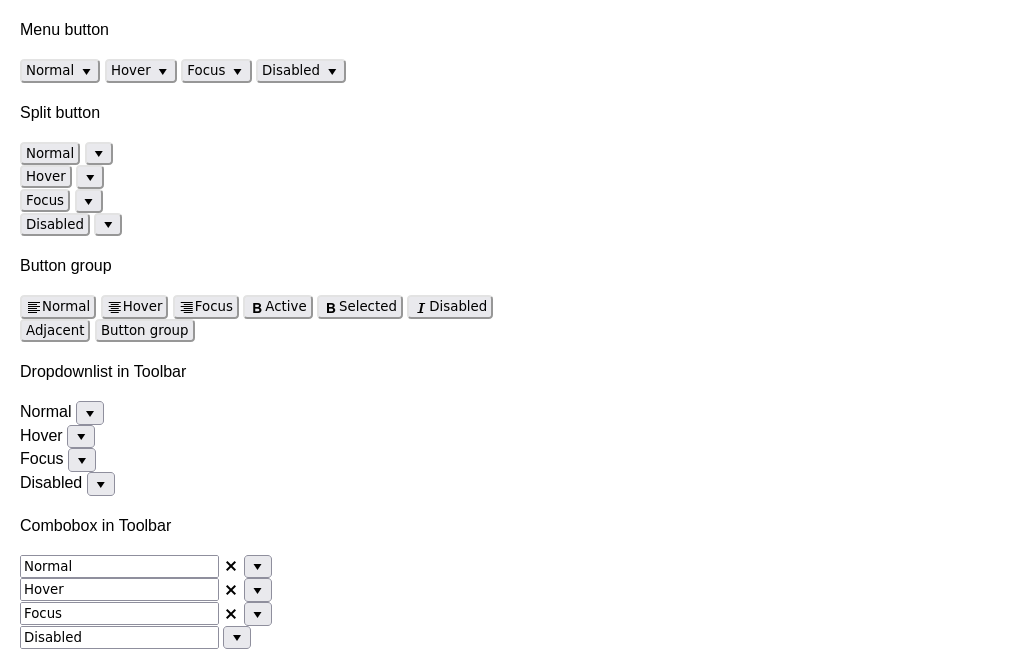 Menu button
Normal Hover Focus Disabled
Split button
Normal
Hover
Focus
Disabled
Button group
Normal Hover Focus B Active B Selected I Disabled
Adjacent Button group
Dropdownlist in Toolbar
Normal
Hover
Focus
Disabled
Combobox in Toolbar
Normal
Hover
Focus
Disabled